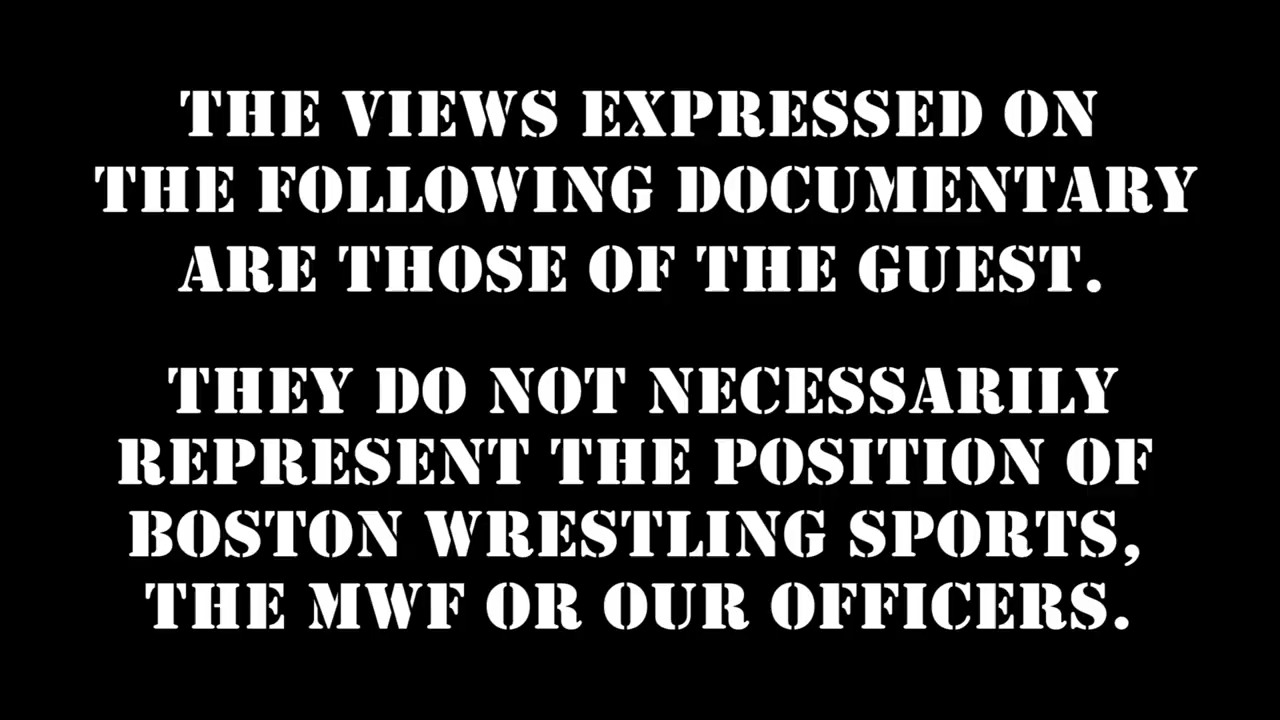 THE VIEWS EXPRESSED ON
THE FOLLOWING DOCUMENTARY
ARE THOSE OF THE GUEST.
THEY DO NOT NECESSARILY
REPRESENT THE POSITION OF
BOSTON WRESTLING SPORTS,
THE MWF OR OUR OFFICERS.